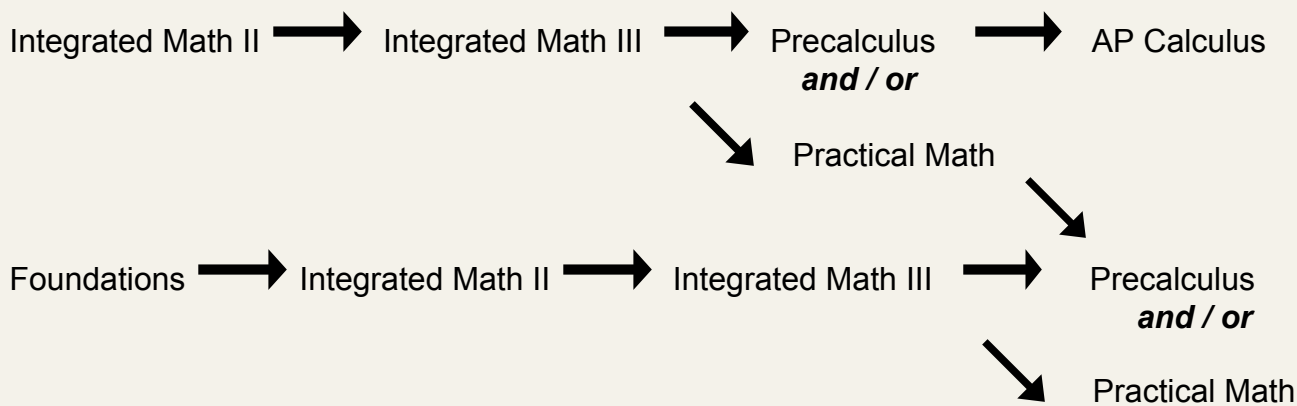 Integrated Math II Integrated Math III Precalculus AP Calculus
and / or
Practical Math
Foundations Integrated Math II Integrated Math III Precalculus
and / or
Practical Math